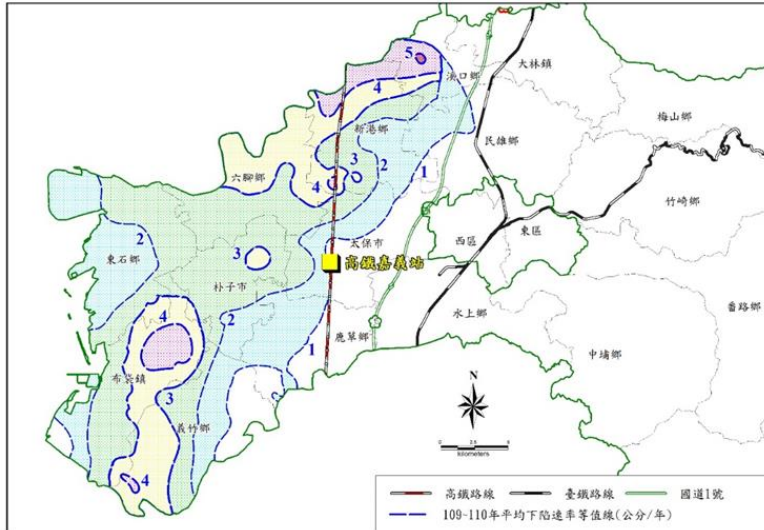 5
大林鎮
溪口鄉
4
梅山鄉
新港鄉
民雄鄉
3
2
1
六腳鄉
4
竹崎鄉
2
東區
西區
太保市
東石鄉
3
高鐵嘉義站
朴子市
番路鄉
4
2
水上鄉
鹿草鄉
1
中埔鄉
布袋鎮
3
N
義竹鄉
0 2.5 5
kilometers
4
高鐵路線 臺鐵路線 國道1號
109~110年平均下陷速率等值線(公分/年)